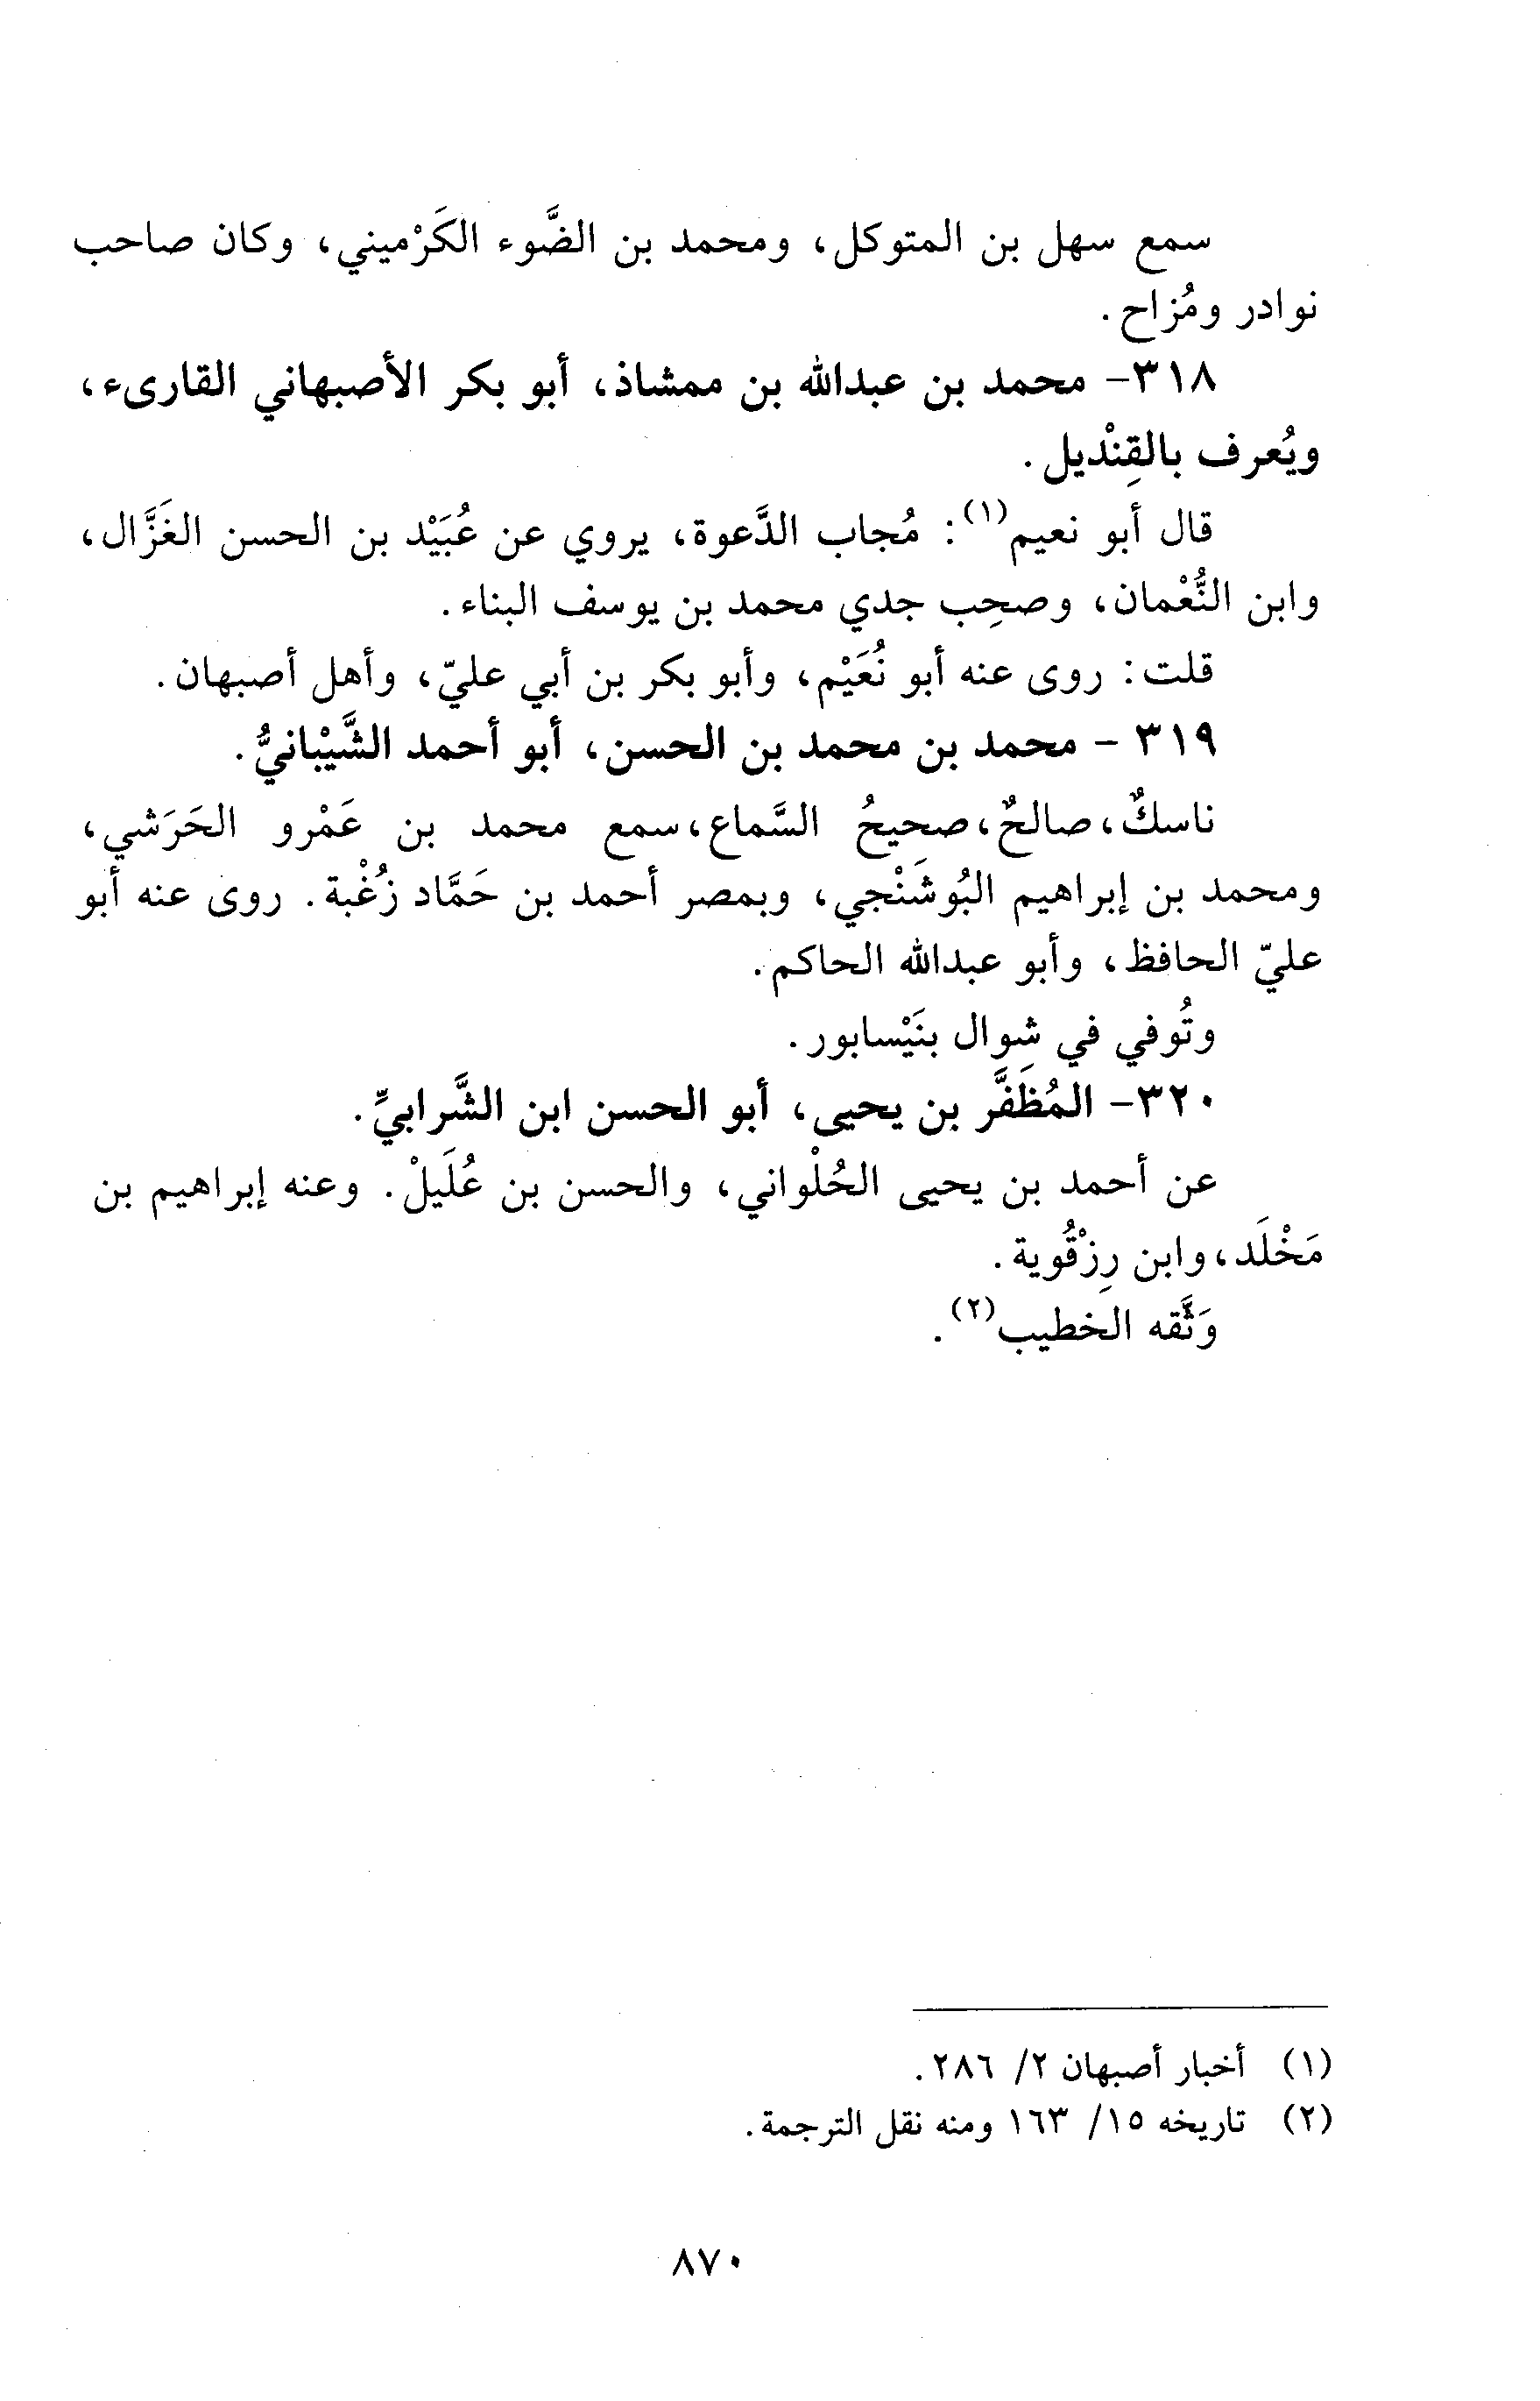 سمع سهل بن المتوكل، ومحمد بن الضَّوء الكَرْميني، وكان صاحب
نوادر ومُزاح.
٣١٨- محمد بن عبدالله بن ممشاذ، أبو بكر الأصبهاني القارىء،
ويُعرف بالقِنْديل.
قال أبو نعيم(١): مُجاب الدَّعوة، يروي عن عُبَيْد بن الحسن الغَزَّال،
وابن النُّعْمان، وصحِب جدي محمد بن يوسف البناء.
قلت: روى عنه أبو نُعَيْم، وأبو بكر بن أبي عليّ، وأهل أصبهان.
٣١٩ - محمد بن محمد بن الحسن، أبو أحمد الشَّيْبانيُّ.
ناسكٌ، صالحٌ، صحيحُ السَّماع، سمع محمد بن عَمْرو الحَرَشي،
ومحمد بن إبراهيم البُوشَنْجي، وبمصر أحمد بن حَمَّاد زُغْبة. روى عنه أبو
عليّ الحافظ، وأبو عبدالله الحاكم.
وتُوفي في شوال بنَيْسابور.
٣٢٠- المُظَفَّر بن يحيى، أبو الحسن ابن الشَّرابيِّ.
عن أحمد بن يحيى الحُلْواني، والحسن بن عُلَيلْ. وعنه إبراهيم بن
مَخْلَد، وابن رِزْقُوية.
وَثَّقه الخطيب(٢).
(١) أخبار أصبهان ٢/ ٢٨٦.
(٢) تاريخه ١٥/ ١٦٣ ومنه نقل الترجمة.
٨٧٠